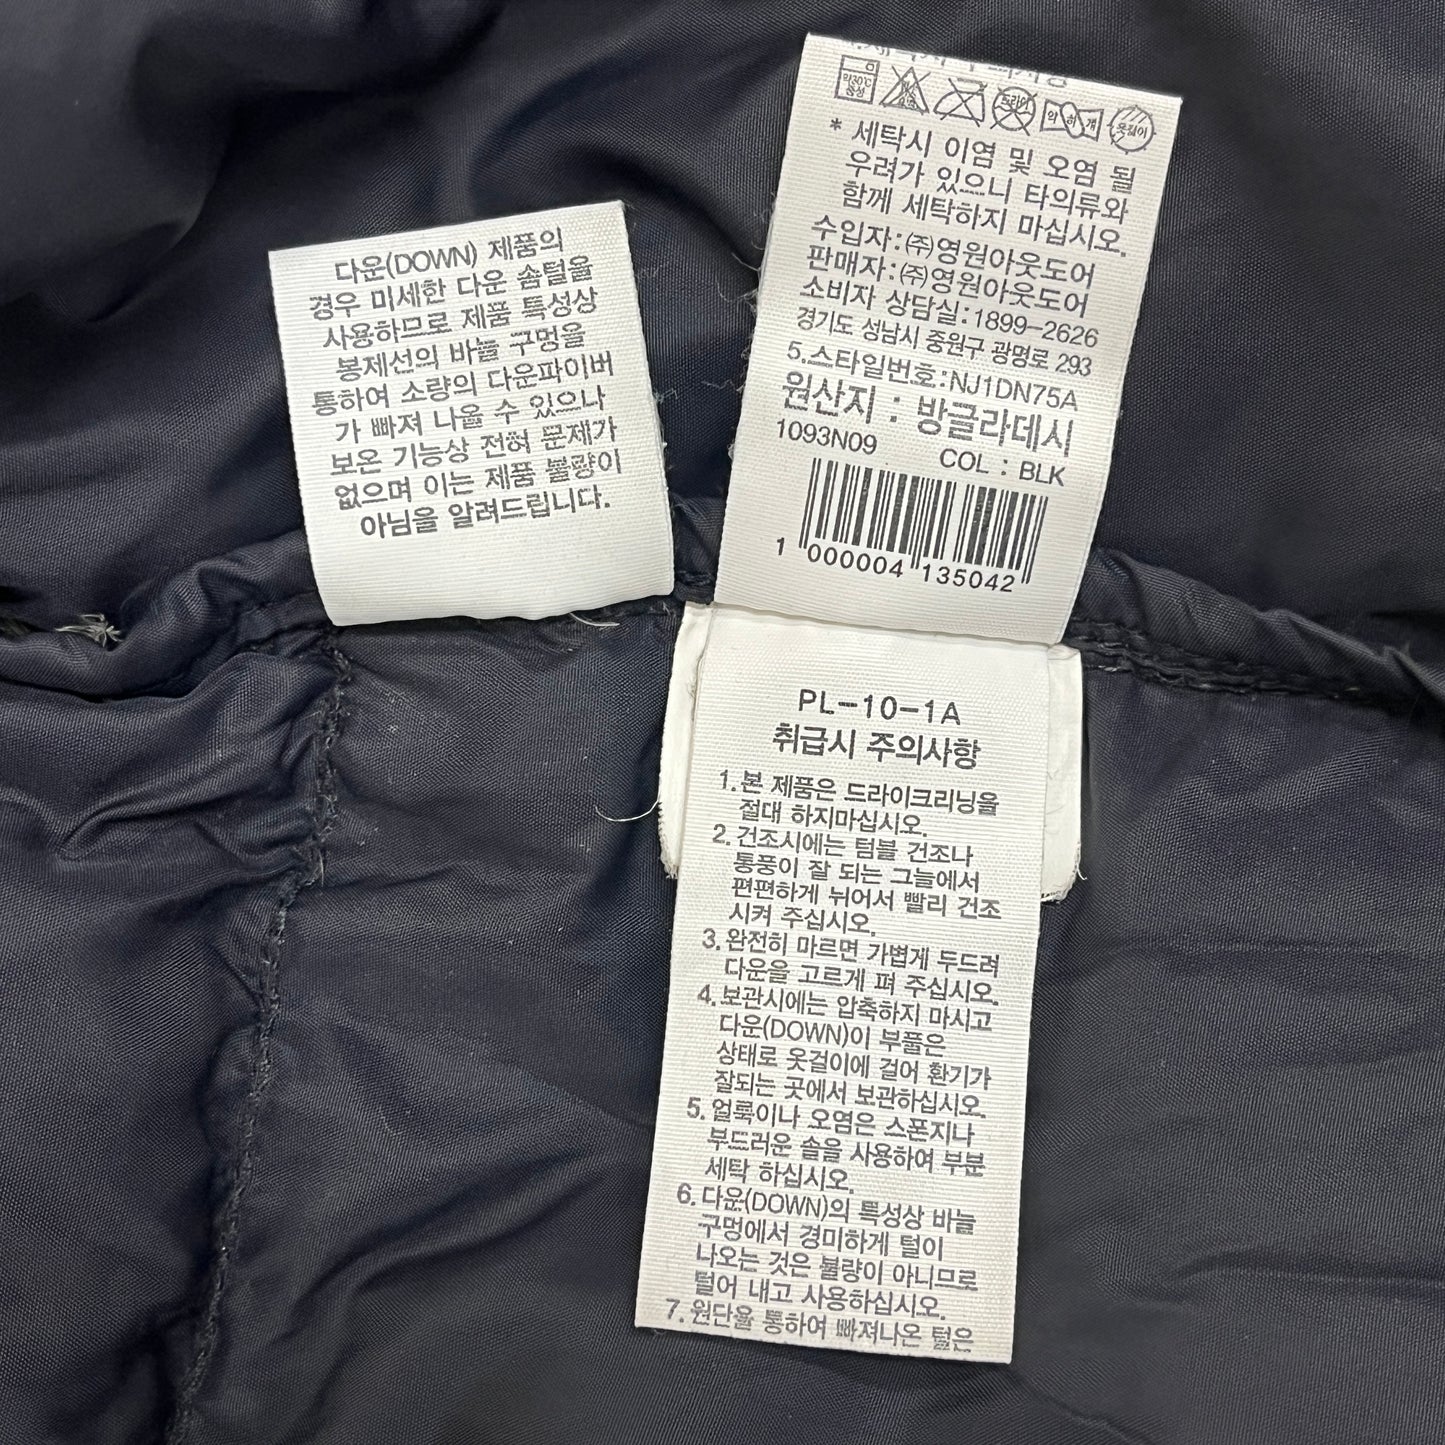 다운(DOWN) 제품의
경우 미세한 다운 솜털을
사용하므로 제품 특성상
봉제선의 바늘 구멍을
통하여 소량의 다운파이버
가 빠져 나올 수 있으나
보온 기능상 전혀 문제가
없으며 이는 제품 불량이
아님을 알려드립니다.
약30℃ 중성 드라이 약하게 옷걸이
* 세탁시 이염 및 오염 될
우려가 있으니 타의류와
함께 세탁하지 마십시오.
수입자:(주)영원아웃도어
판매자:(주)영원아웃도어
소비자 상담실:1899-2626
경기도 성남시 중원구 광명로 293
5.스타일번호:NJ1DN75A
원산지 : 방글라데시
1093N09 COL : BLK
1 000004 135042
PL-10-1A
취급시 주의사항
1.본 제품은 드라이크리닝을
절대 하지마십시오.
2.건조시에는 텀블 건조나
통풍이 잘 되는 그늘에서
편편하게 뉘어서 빨리 건조
시켜 주십시오.
3.완전히 마르면 가볍게 두드려
다운을 고르게 펴 주십시오.
4.보관시에는 압축하지 마시고
다운(DOWN)이 부풀은
상태로 옷걸이에 걸어 환기가
잘되는 곳에서 보관하십시오.
5.얼룩이나 오염은 스폰지나
부드러운 솔을 사용하여 부분
세탁 하십시오.
6.다운(DOWN)의 특성상 바늘
구멍에서 경미하게 털이
나오는 것은 불량이 아니므로
털어 내고 사용하십시오.
7.원단을 통하여 빠져나온 털은